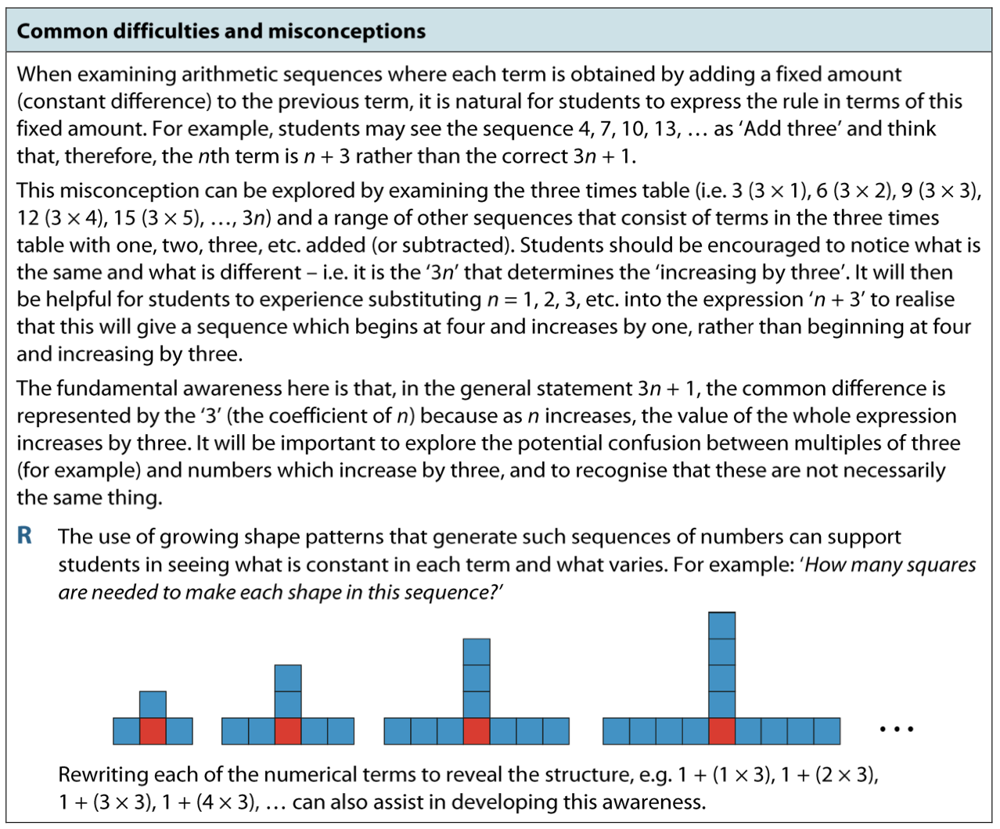 Common difficulties and misconceptions
When examining arithmetic sequences where each term is obtained by adding a fixed amount
(constant difference) to the previous term, it is natural for students to express the rule in terms of this
fixed amount. For example, students may see the sequence 4, 7, 10, 13, … as ‘Add three’ and think
that, therefore, the nth term is n + 3 rather than the correct 3n + 1.
This misconception can be explored by examining the three times table (i.e. 3 (3 × 1), 6 (3 × 2), 9 (3 × 3),
12 (3 × 4), 15 (3 × 5), …, 3n) and a range of other sequences that consist of terms in the three times
table with one, two, three, etc. added (or subtracted). Students should be encouraged to notice what is
the same and what is different – i.e. it is the ‘3n’ that determines the ‘increasing by three’. It will then
be helpful for students to experience substituting n = 1, 2, 3, etc. into the expression ‘n + 3’ to realise
that this will give a sequence which begins at four and increases by one, rather than beginning at four
and increasing by three.
The fundamental awareness here is that, in the general statement 3n + 1, the common difference is
represented by the ‘3’ (the coefficient of n) because as n increases, the value of the whole expression
increases by three. It will be important to explore the potential confusion between multiples of three
(for example) and numbers which increase by three, and to recognise that these are not necessarily
the same thing.
R The use of growing shape patterns that generate such sequences of numbers can support
students in seeing what is constant in each term and what varies. For example: ‘How many squares
are needed to make each shape in this sequence?’
• • •
Rewriting each of the numerical terms to reveal the structure, e.g. 1 + (1 × 3), 1 + (2 × 3),
1 + (3 × 3), 1 + (4 × 3), … can also assist in developing this awareness.